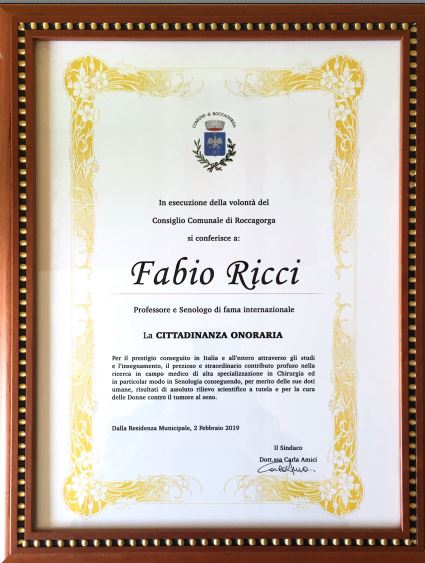 COMUNE di ROCCAGORGA
In esecuzione della volontà del
Consiglio Comunale di Roccagorga
si conferisce a:
Fabio Ricci
Professore e Senologo di fama internazionale
La CITTADINANZA ONORARIA
Per il prestigio conseguito in Italia e all'estero attraverso gli studi
e l'insegnamento, il prezioso e straordinario contributo profuso nella
ricerca in campo medico di alta specializzazione in Chirurgia ed
in particolar modo in Senologia conseguendo, per merito delle sue doti
umane, risultati di assoluto rilievo scientifico a tutela e per la cura
delle Donne contro il tumore al seno.
Dalla Residenza Municipale, 2 Febbraio 2019
Il Sindaco
Dott.ssa Carla Amici